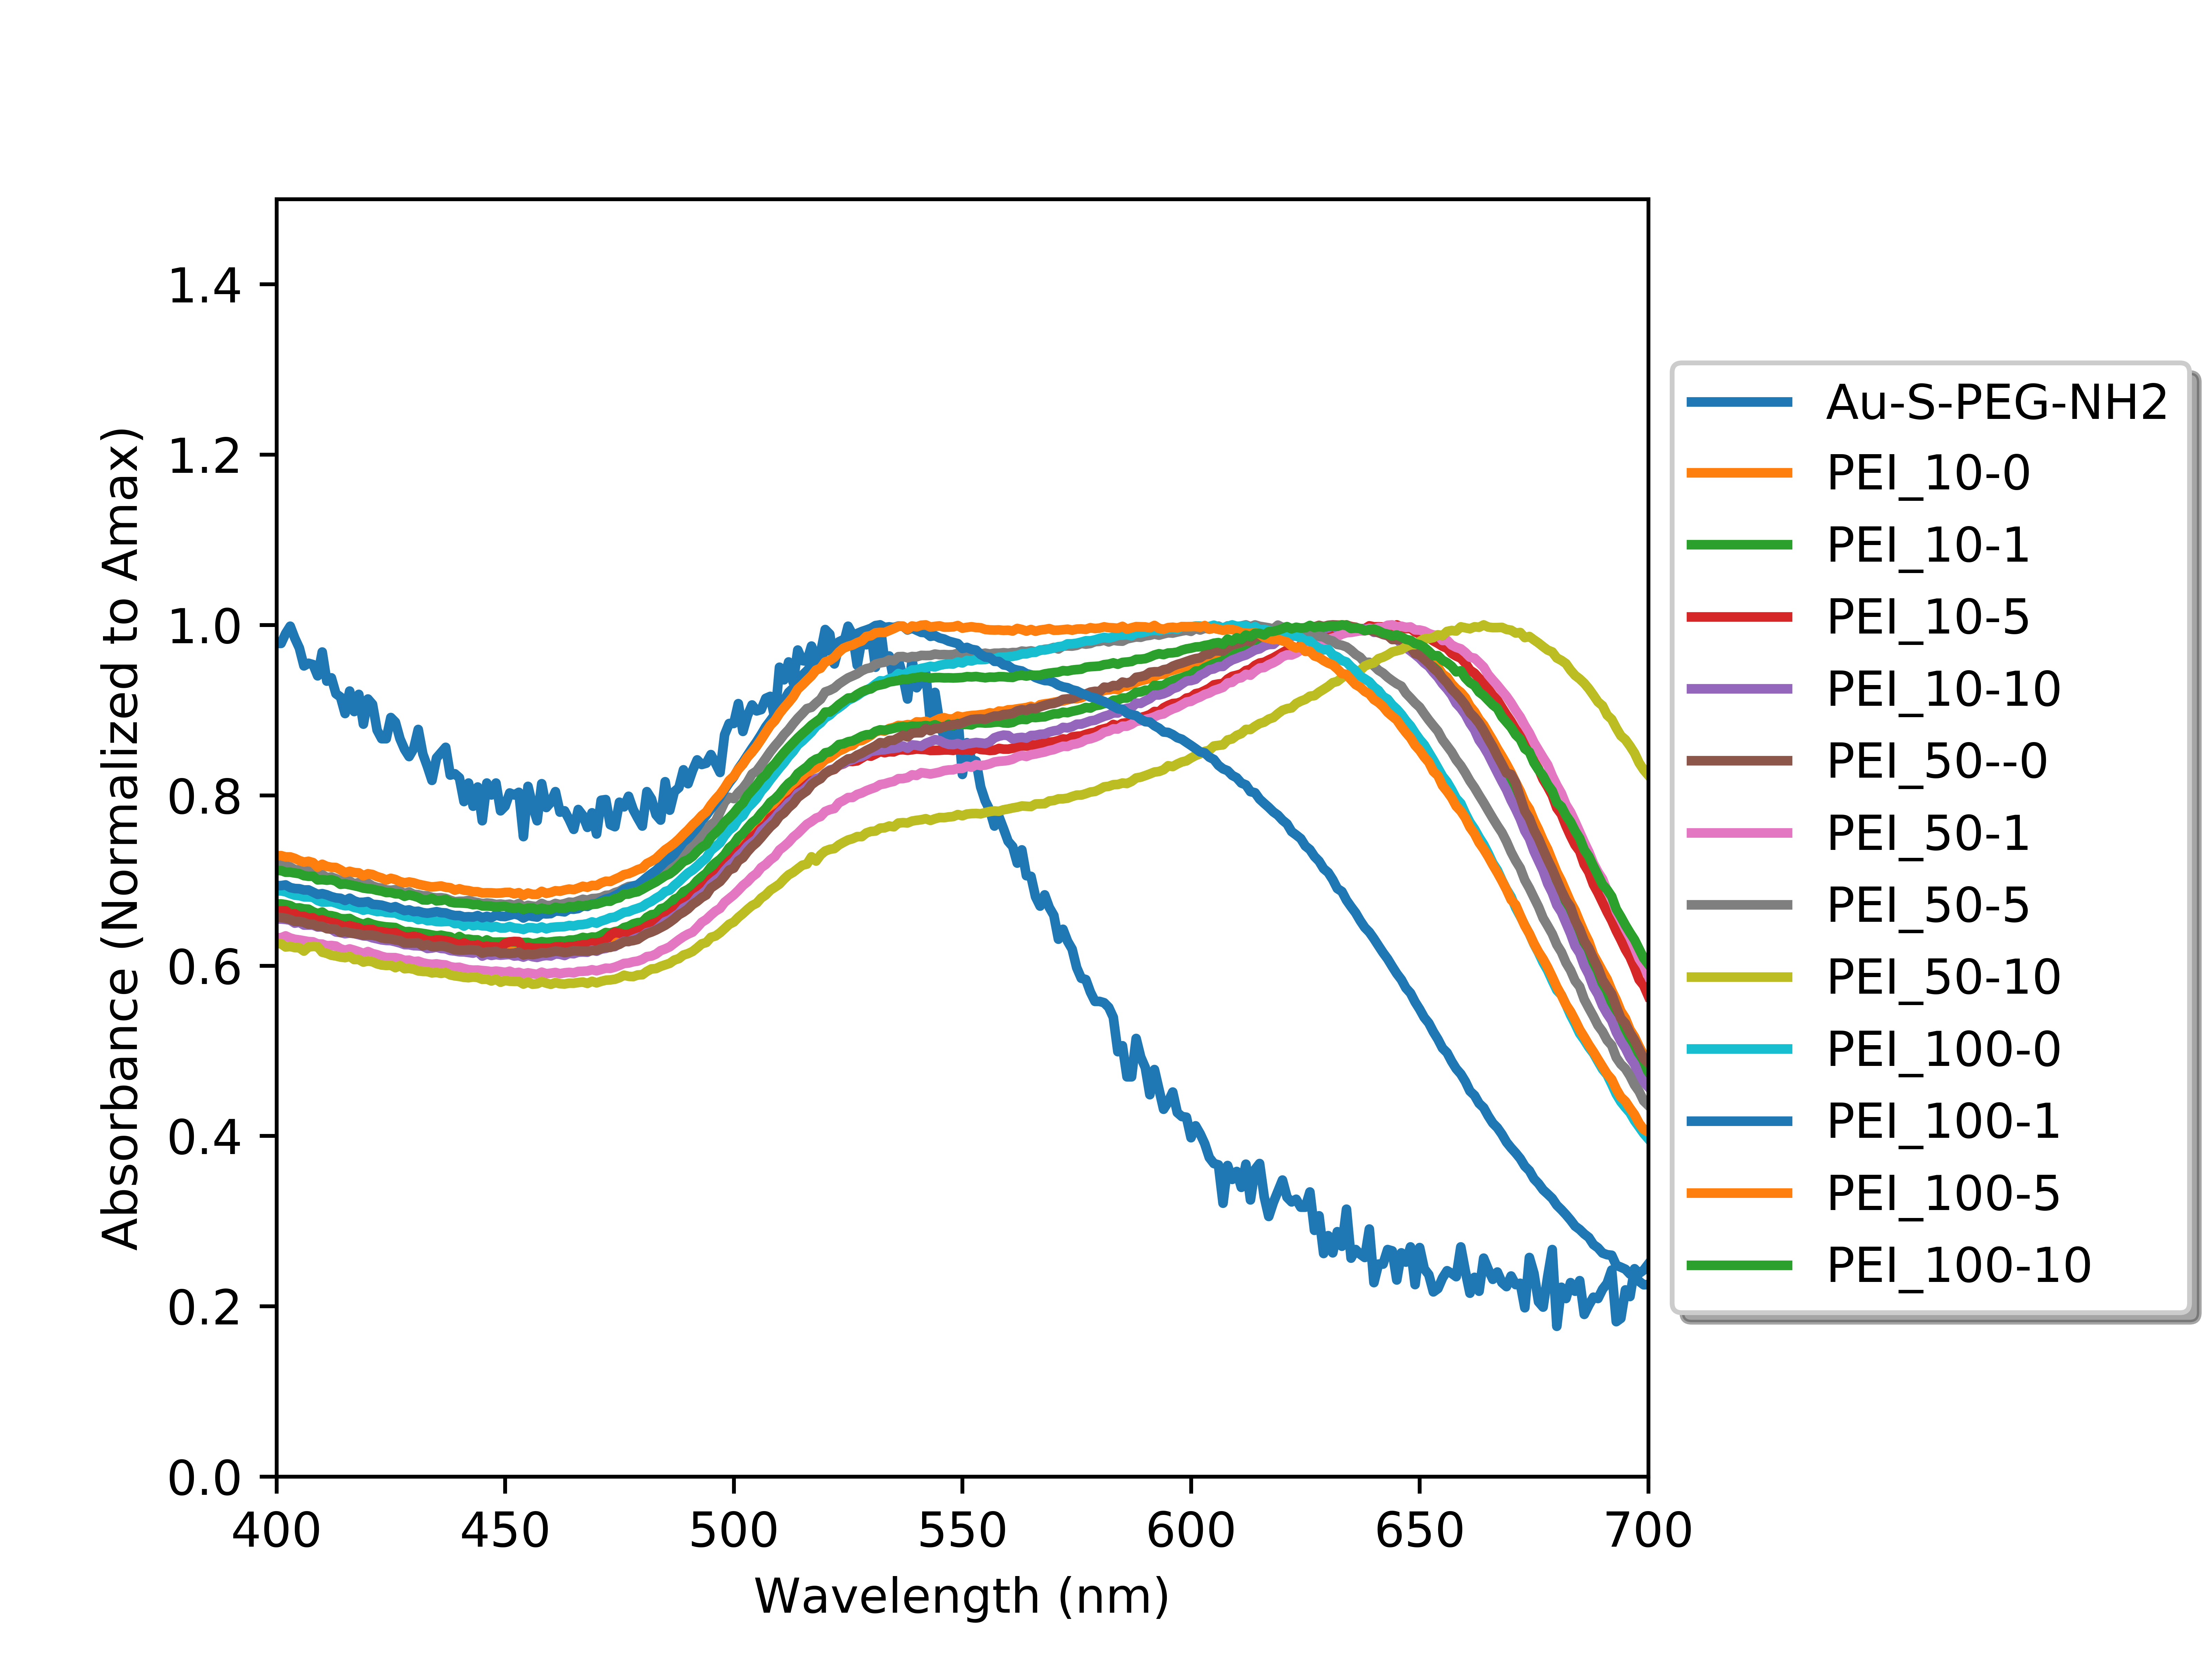 1.4
1.2
1.0
0.8
0.6
0.4
0.2
0.0
Absorbance (Normalized to Amax)
400 450 500 550 600 650 700
Wavelength (nm)
Au-S-PEG-NH2
PEI_10-0
PEI_10-1
PEI_10-5
PEI_10-10
PEI_50--0
PEI_50-1
PEI_50-5
PEI_50-10
PEI_100-0
PEI_100-1
PEI_100-5
PEI_100-10